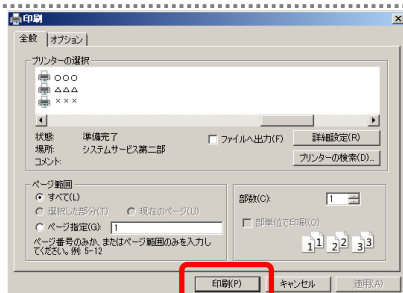 印刷
全般 オプション
プリンターの選択
○○○
△△△
×××
状態: 準備完了
場所: システムサービス第二部
コメント:
ファイルへ出力(F)
詳細設定(R)
プリンターの検索(D)...
ページ範囲
すべて(L)
選択した部分(T) 現在のページ(U)
ページ指定(G): 1
ページ番号のみか、またはページ範囲のみを入力し
てください。例: 5-12
部数(C): 1
部単位で印刷(O)
1 1 2 2 3 3
印刷(P) キャンセル 適用(A)